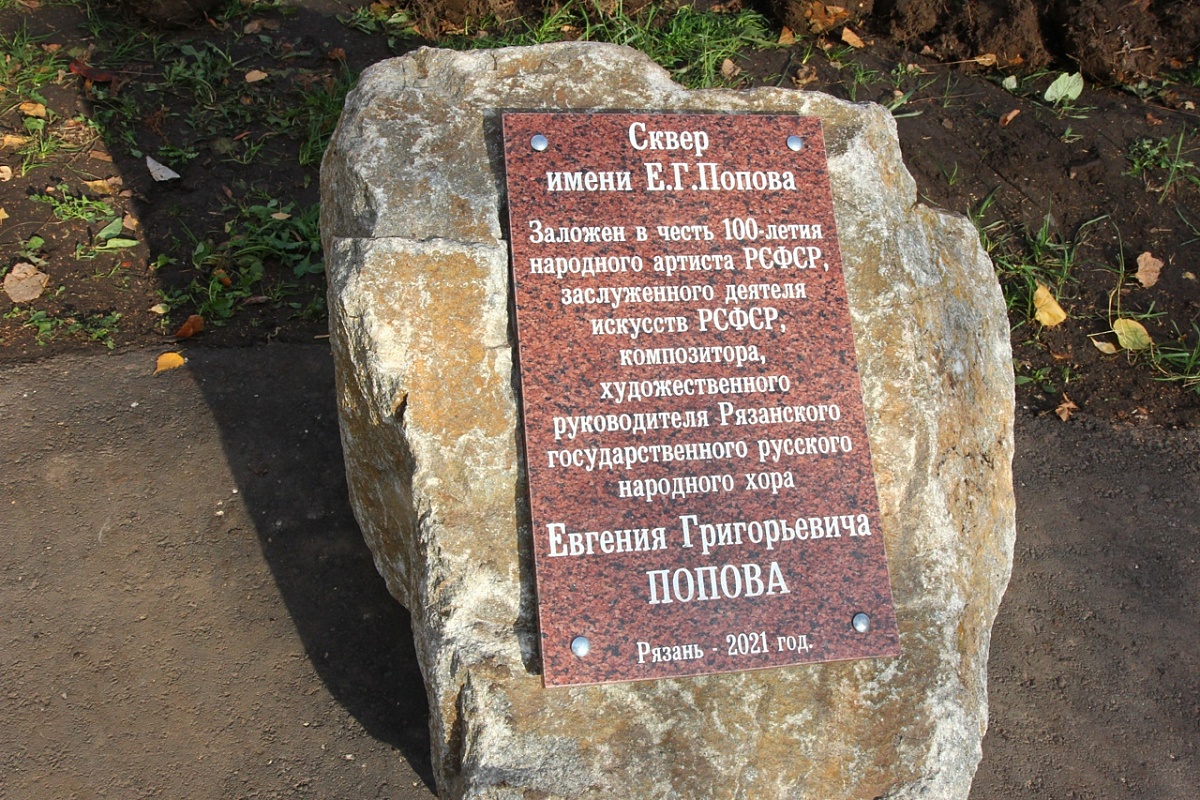 Сквер
имени Е.Г.Попова
Заложен в честь 100-летия
народного артиста РСФСР,
заслуженного деятеля
искусств РСФСР,
композитора,
художественного
руководителя Рязанского
государственного русского
народного хора
Евгения Григорьевича
ПОПОВА
Рязань - 2021 год.